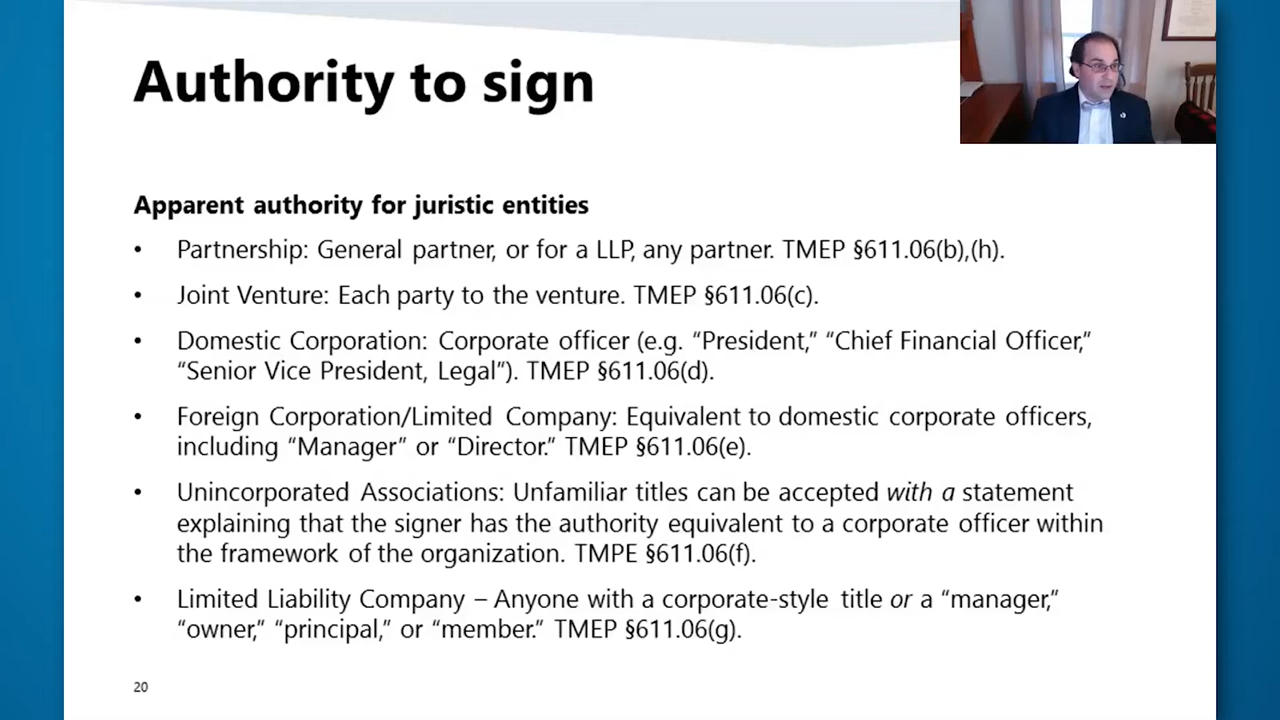 Authority to sign
Apparent authority for juristic entities
• Partnership: General partner, or for a LLP, any partner. TMEP §611.06(b),(h).
• Joint Venture: Each party to the venture. TMEP §611.06(c).
• Domestic Corporation: Corporate officer (e.g. “President,” “Chief Financial Officer,”
“Senior Vice President, Legal”). TMEP §611.06(d).
• Foreign Corporation/Limited Company: Equivalent to domestic corporate officers,
including “Manager” or “Director.” TMEP §611.06(e).
• Unincorporated Associations: Unfamiliar titles can be accepted with a statement
explaining that the signer has the authority equivalent to a corporate officer within
the framework of the organization. TMPE §611.06(f).
• Limited Liability Company – Anyone with a corporate-style title or a “manager,”
“owner,” “principal,” or “member.” TMEP §611.06(g).
20